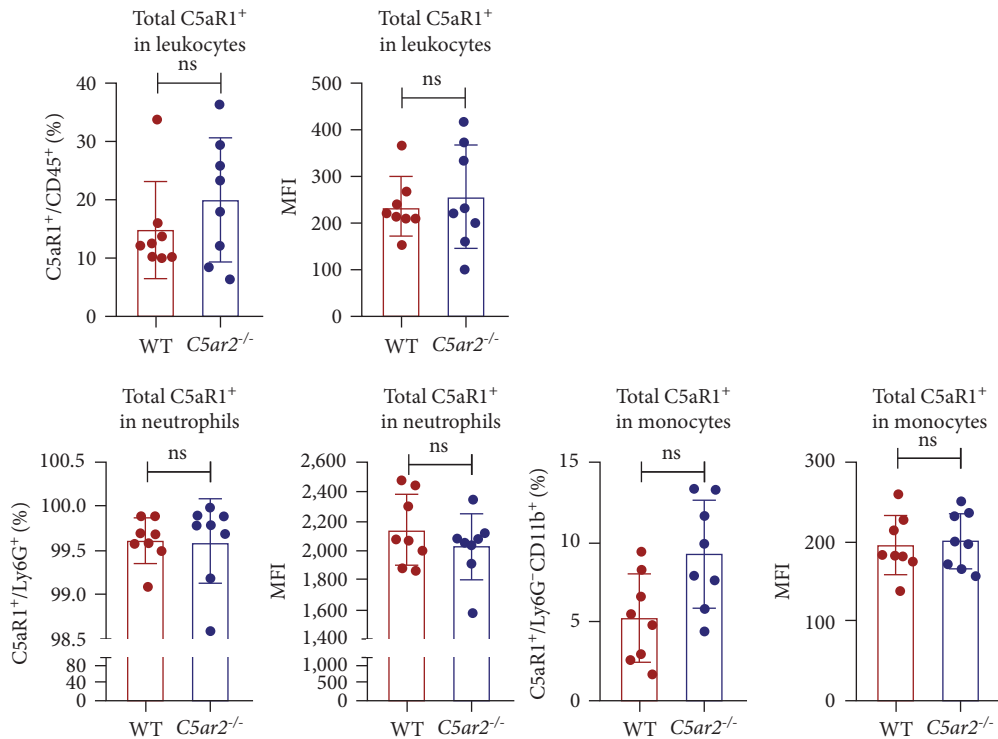 Total C5aR1⁺
in leukocytes
ns
C5aR1⁺/CD45⁺ (%)
40
30
20
10
0
WT
C5ar2⁻/⁻
Total C5aR1⁺
in leukocytes
ns
MFI
500
400
300
200
100
0
WT
C5ar2⁻/⁻
Total C5aR1⁺
in neutrophils
ns
C5aR1⁺/Ly6G⁺ (%)
100.5
100.0
99.5
99.0
98.5
80
40
0
WT
C5ar2⁻/⁻
Total C5aR1⁺
in neutrophils
ns
MFI
2,600
2,400
2,200
2,000
1,800
1,600
1,400
1,000
500
0
WT
C5ar2⁻/⁻
Total C5aR1⁺
in monocytes
ns
C5aR1⁺/Ly6G⁻CD11b⁺ (%)
15
10
5
0
WT
C5ar2⁻/⁻
Total C5aR1⁺
in monocytes
ns
MFI
300
200
100
0
WT
C5ar2⁻/⁻